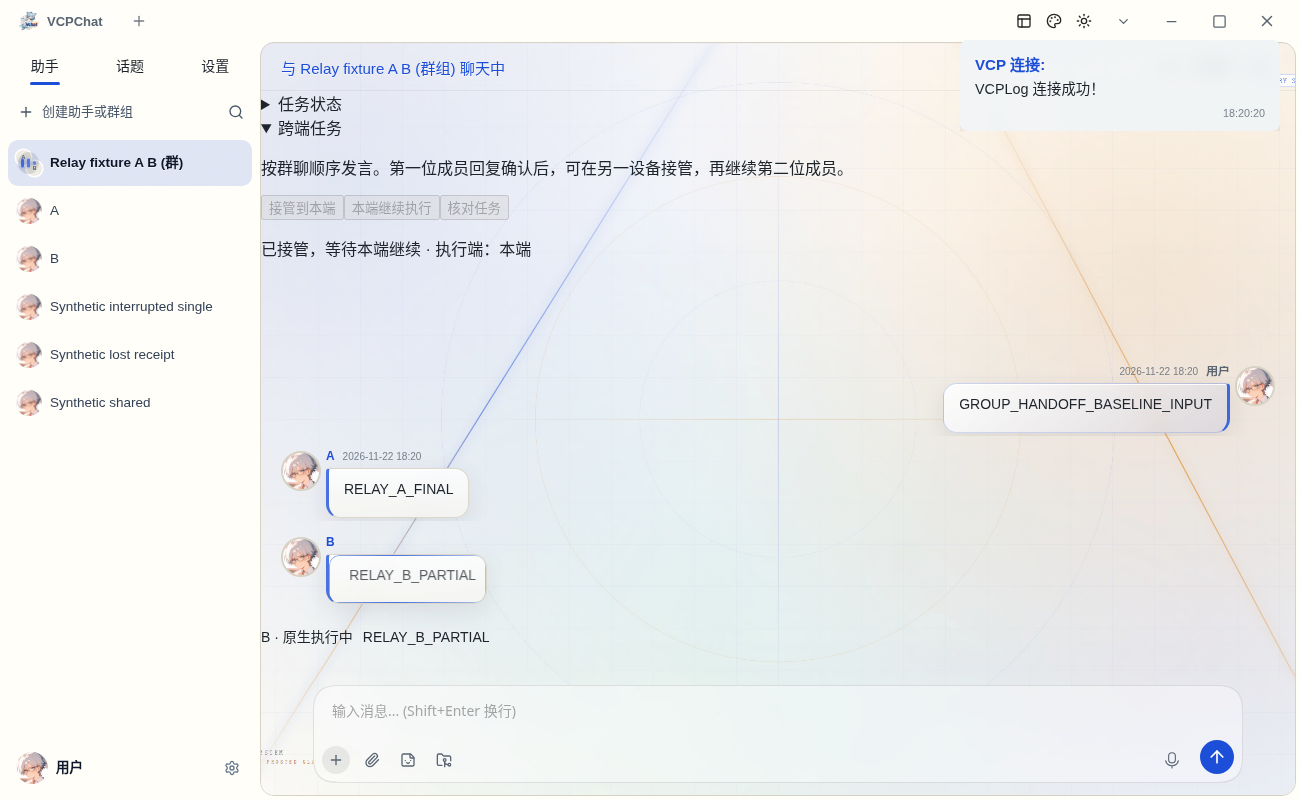 VCPChat
助手 话题 设置
创建助手或群组
Relay fixture A B (群)
A
B
Synthetic interrupted single
Synthetic lost receipt
Synthetic shared
用户
与 Relay fixture A B (群组) 聊天中
VCP 连接:
VCPLog 连接成功!
18:20:20
▶ 任务状态
▼ 跨端任务
按群聊顺序发言。第一位成员回复确认后，可在另一设备接管，再继续第二位成员。
接管到本端 本端继续执行 核对任务
已接管，等待本端继续 · 执行端：本端
2026-11-22 18:20 用户
GROUP_HANDOFF_BASELINE_INPUT
A 2026-11-22 18:20
RELAY_A_FINAL
B
RELAY_B_PARTIAL
B · 原生执行中 RELAY_B_PARTIAL
输入消息... (Shift+Enter 换行)